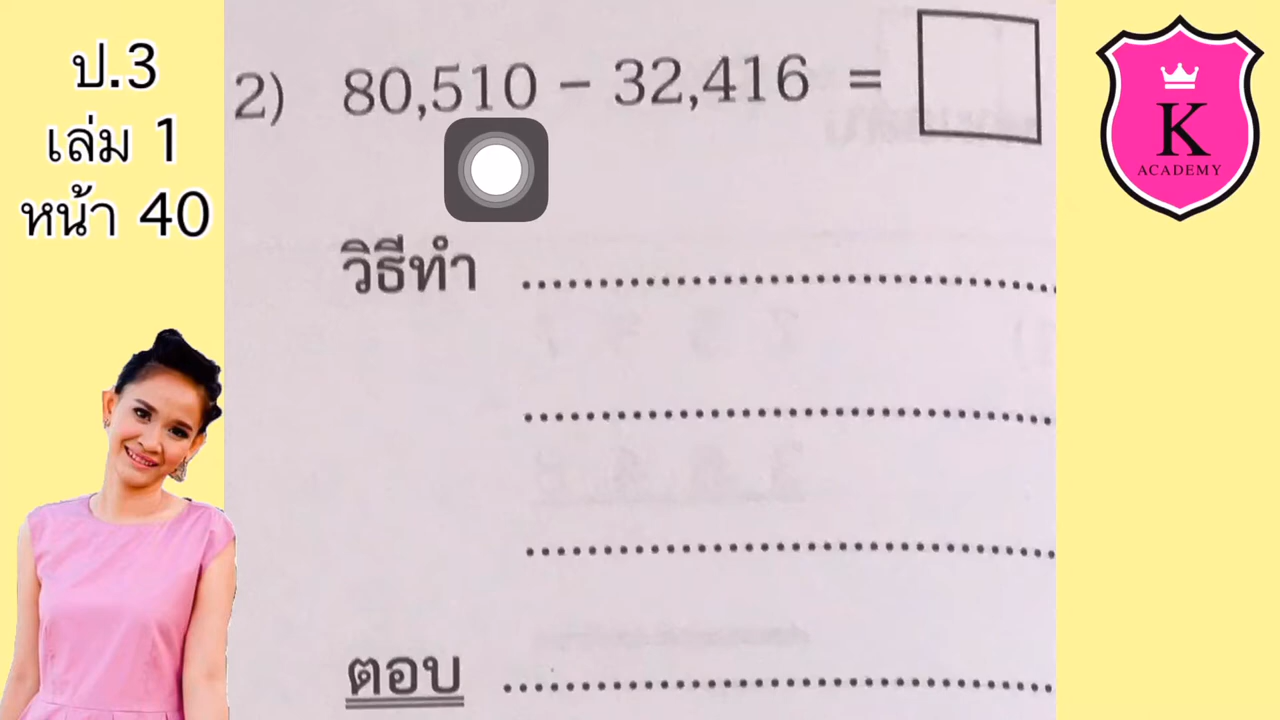 ป.3
เล่ม 1
หน้า 40
2) 80,510 – 32,416 =
วิธีทำ ........................................
........................................
........................................
ตอบ ........................................
K
ACADEMY